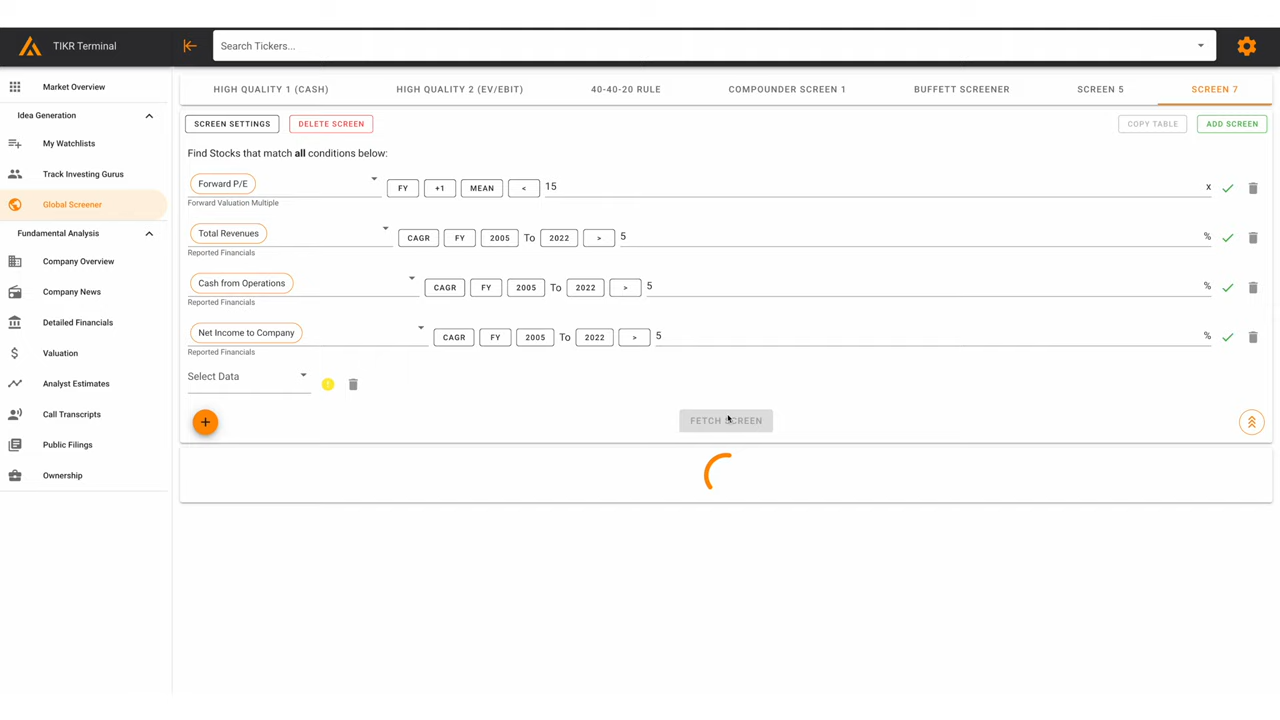 TIKR Terminal
Search Tickers...
Market Overview
Idea Generation
My Watchlists
Track Investing Gurus
Global Screener
Fundamental Analysis
Company Overview
Company News
Detailed Financials
Valuation
Analyst Estimates
Call Transcripts
Public Filings
Ownership
HIGH QUALITY 1 (CASH) HIGH QUALITY 2 (EV/EBIT) 40-40-20 RULE COMPOUNDER SCREEN 1 BUFFETT SCREENER SCREEN 5 SCREEN 7
SCREEN SETTINGS DELETE SCREEN COPY TABLE ADD SCREEN
Find Stocks that match all conditions below:
Forward P/E FY +1 MEAN < 15 x
Forward Valuation Multiple
Total Revenues CAGR FY 2005 To 2022 > 5 %
Reported Financials
Cash from Operations CAGR FY 2005 To 2022 > 5 %
Reported Financials
Net Income to Company CAGR FY 2005 To 2022 > 5 %
Reported Financials
Select Data
FETCH SCREEN